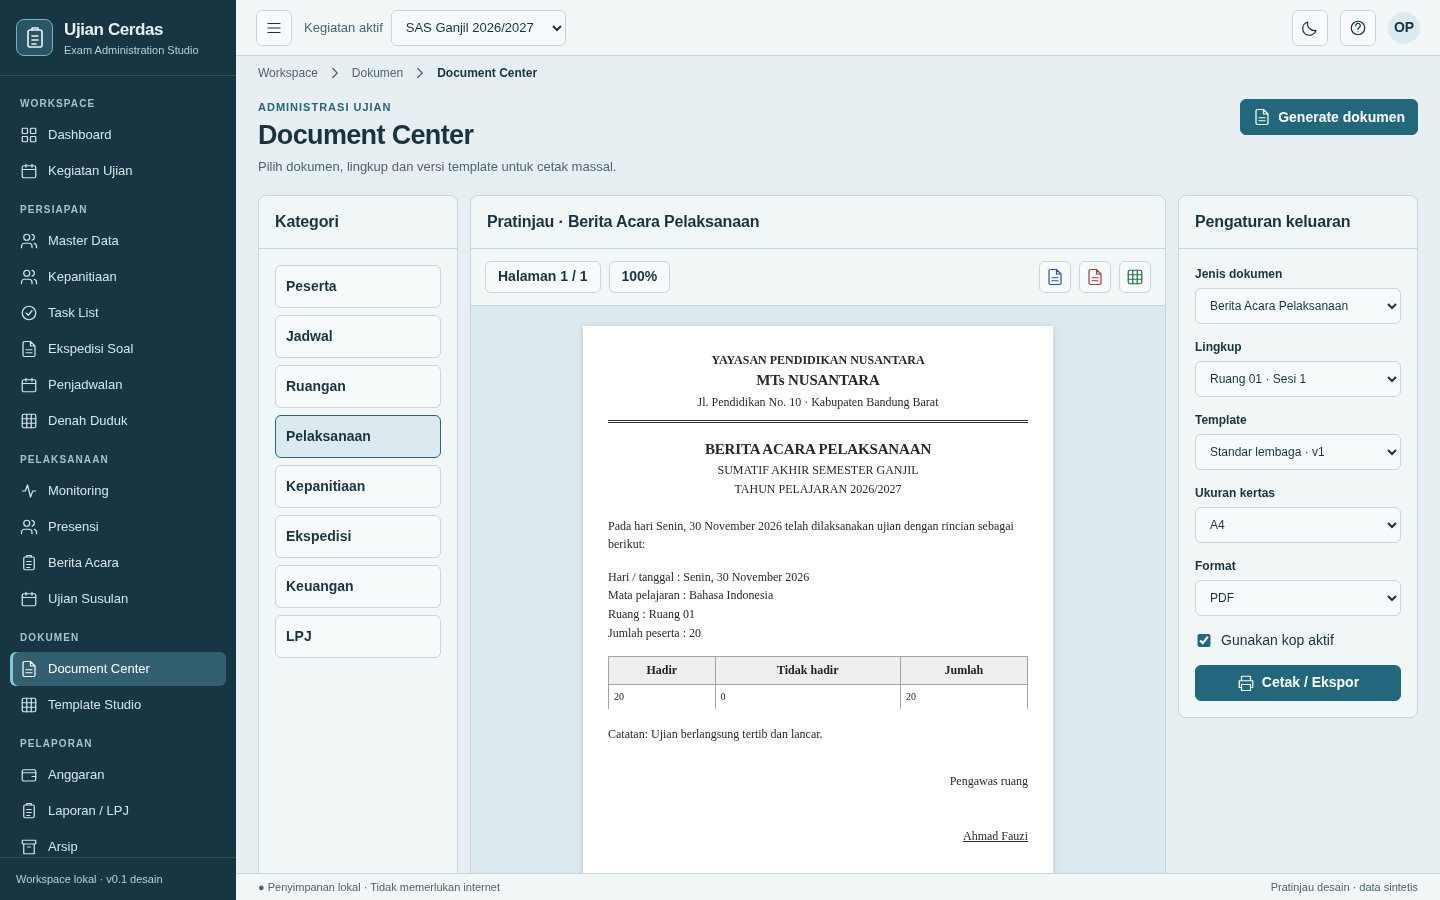 Ujian Cerdas
Exam Administration Studio
WORKSPACE
Dashboard
Kegiatan Ujian
PERSIAPAN
Master Data
Kepanitiaan
Task List
Ekspedisi Soal
Penjadwalan
Denah Duduk
PELAKSANAAN
Monitoring
Presensi
Berita Acara
Ujian Susulan
DOKUMEN
Document Center
Template Studio
PELAPORAN
Anggaran
Laporan / LPJ
Arsip
Workspace lokal · v0.1 desain
Kegiatan aktif
SAS Ganjil 2026/2027
OP
Workspace
Dokumen
Document Center
ADMINISTRASI UJIAN
Document Center
Pilih dokumen, lingkup dan versi template untuk cetak massal.
Generate dokumen
Kategori
Peserta
Jadwal
Ruangan
Pelaksanaan
Kepanitiaan
Ekspedisi
Keuangan
LPJ
Pratinjau · Berita Acara Pelaksanaan
Halaman 1 / 1
100%
YAYASAN PENDIDIKAN NUSANTARA
MTs NUSANTARA
Jl. Pendidikan No. 10 · Kabupaten Bandung Barat
BERITA ACARA PELAKSANAAN
SUMATIF AKHIR SEMESTER GANJIL
TAHUN PELAJARAN 2026/2027
Pada hari Senin, 30 November 2026 telah dilaksanakan ujian dengan rincian sebagai
berikut:
Hari / tanggal : Senin, 30 November 2026
Mata pelajaran : Bahasa Indonesia
Ruang : Ruang 01
Jumlah peserta : 20
Hadir Tidak hadir Jumlah
20 0 20
Catatan: Ujian berlangsung tertib dan lancar.
Pengawas ruang
Ahmad Fauzi
Pengaturan keluaran
Jenis dokumen
Berita Acara Pelaksanaan
Lingkup
Ruang 01 · Sesi 1
Template
Standar lembaga · v1
Ukuran kertas
A4
Format
PDF
Gunakan kop aktif
Cetak / Ekspor
● Penyimpanan lokal · Tidak memerlukan internet
Pratinjau desain · data sintetis